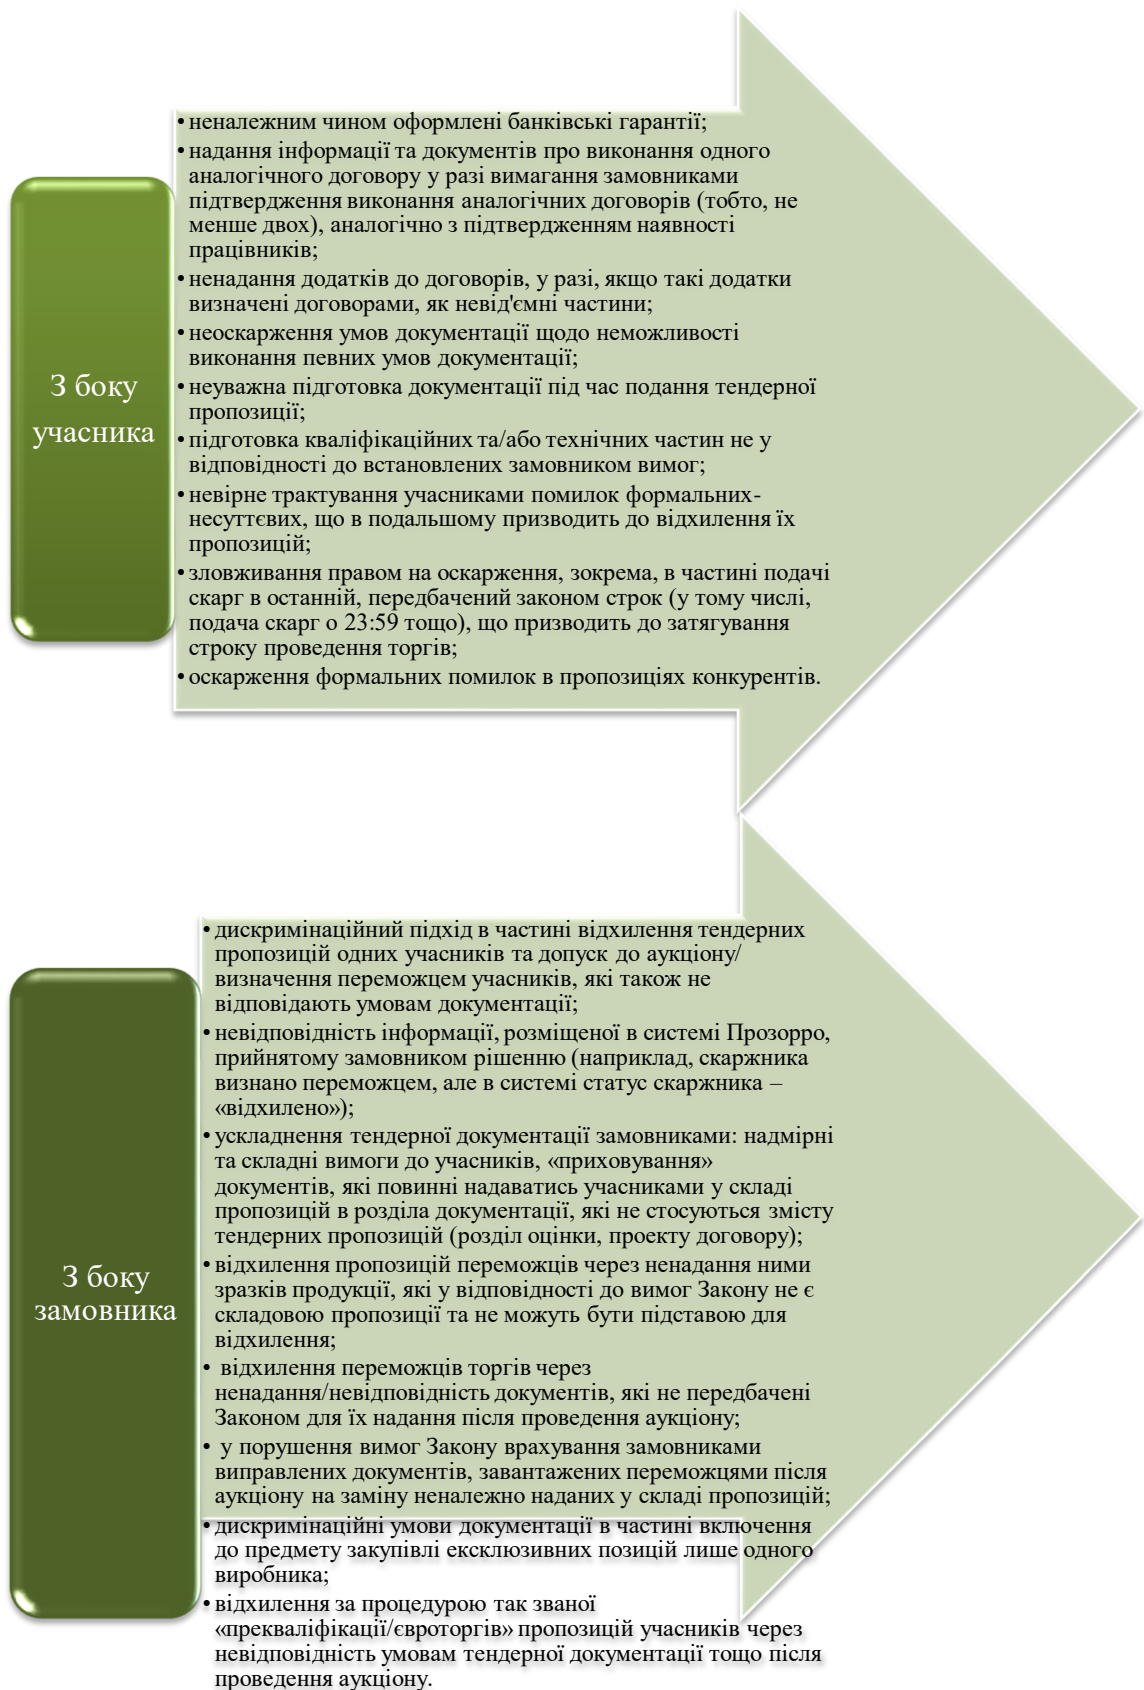 З боку
учасника
• неналежним чином оформлені банківські гарантії;
• надання інформації та документів про виконання одного
аналогічного договору у разі вимагання замовниками
підтвердження виконання аналогічних договорів (тобто, не
менше двох), аналогічно з підтвердженням наявності
працівників;
• ненадання додатків до договорів, у разі, якщо такі додатки
визначені договорами, як невід'ємні частини;
• неоскарження умов документації щодо неможливості
виконання певних умов документації;
• неуважна підготовка документації під час подання тендерної
пропозиції;
• підготовка кваліфікаційних та/або технічних частин не у
відповідності до встановлених замовником вимог;
• невірне трактування учасниками помилок формальних-
несуттєвих, що в подальшому призводить до відхилення їх
пропозицій;
• зловживання правом на оскарження, зокрема, в частині подачі
скарг в останній, передбачений законом строк (у тому числі,
подача скарг о 23:59 тощо), що призводить до затягування
строку проведення торгів;
• оскарження формальних помилок в пропозиціях конкурентів.
З боку
замовника
• дискримінаційний підхід в частині відхилення тендерних
пропозицій одних учасників та допуск до аукціону/
визначення переможцем учасників, які також не
відповідають умовам документації;
• невідповідність інформації, розміщеної в системі Прозорро,
прийнятому замовником рішенню (наприклад, скаржника
визнано переможцем, але в системі статус скаржника –
«відхилено»);
• ускладнення тендерної документації замовниками: надмірні
та складні вимоги до учасників, «приховування»
документів, які повинні надаватись учасниками у складі
пропозицій в розділа документації, які не стосуються змісту
тендерних пропозицій (розділ оцінки, проекту договору);
• відхилення пропозицій переможців через ненадання ними
зразків продукції, які у відповідності до вимог Закону не є
складовою пропозиції та не можуть бути підставою для
відхилення;
• відхилення переможців торгів через
ненадання/невідповідність документів, які не передбачені
Законом для їх надання після проведення аукціону;
• у порушення вимог Закону врахування замовниками
виправлених документів, завантажених переможцями після
аукціону на заміну неналежно наданих у складі пропозицій;
• дискримінаційні умови документації в частині включення
до предмету закупівлі ексклюзивних позицій лише одного
виробника;
• відхилення за процедурою так званої
«прекваліфікації/євроторгів» пропозицій учасників через
невідповідність умовам тендерної документації тощо після
проведення аукціону.